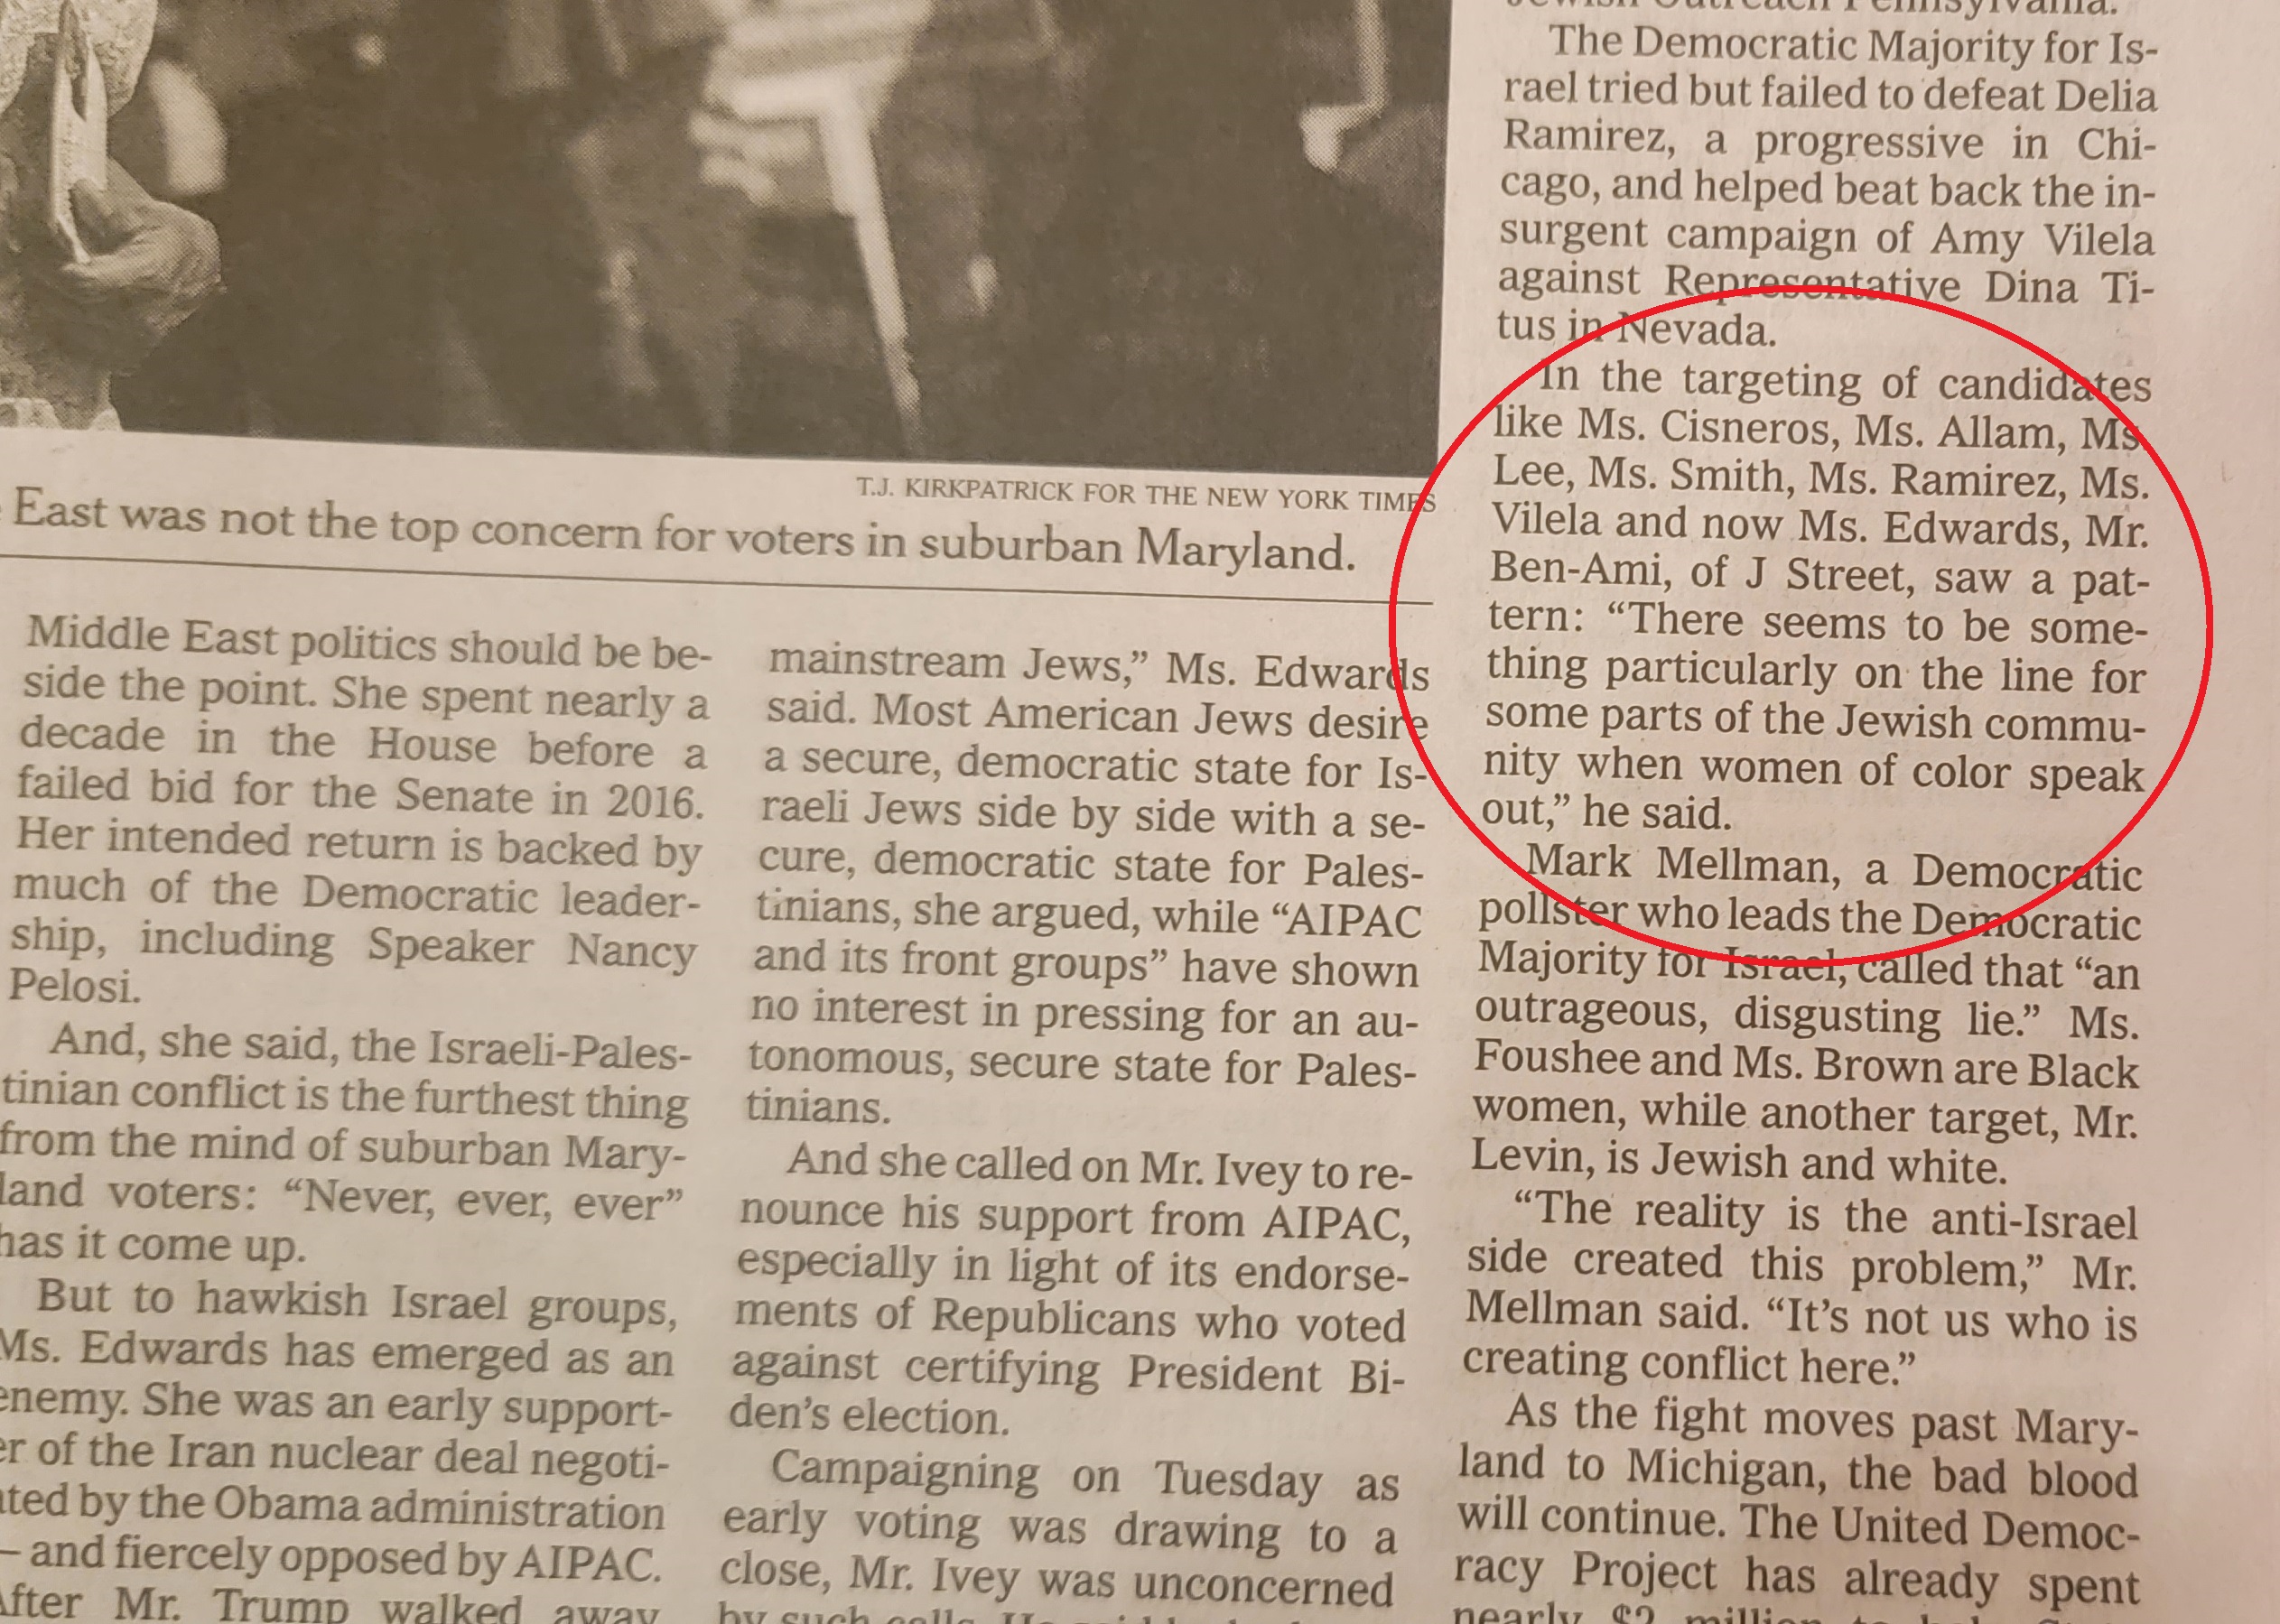 T.J. KIRKPATRICK FOR THE NEW YORK TIMES
East was not the top concern for voters in suburban Maryland.
Middle East politics should be be-
side the point. She spent nearly a
decade in the House before a
failed bid for the Senate in 2016.
Her intended return is backed by
much of the Democratic leader-
ship, including Speaker Nancy
Pelosi.
And, she said, the Israeli-Pales-
tinian conflict is the furthest thing
from the mind of suburban Mary-
land voters: “Never, ever, ever”
has it come up.
But to hawkish Israel groups,
Ms. Edwards has emerged as an
enemy. She was an early support-
er of the Iran nuclear deal negoti-
ated by the Obama administration
— and fiercely opposed by AIPAC.
After Mr. Trump walked away
mainstream Jews,” Ms. Edwards
said. Most American Jews desire
a secure, democratic state for Is-
raeli Jews side by side with a se-
cure, democratic state for Pales-
tinians, she argued, while “AIPAC
and its front groups” have shown
no interest in pressing for an au-
tonomous, secure state for Pales-
tinians.
And she called on Mr. Ivey to re-
nounce his support from AIPAC,
especially in light of its endorse-
ments of Republicans who voted
against certifying President Bi-
den’s election.
Campaigning on Tuesday as
early voting was drawing to a
close, Mr. Ivey was unconcerned
by such calls. He said
Jewish Outreach Pennsylvania.
The Democratic Majority for Is-
rael tried but failed to defeat Delia
Ramirez, a progressive in Chi-
cago, and helped beat back the in-
surgent campaign of Amy Vilela
against Representative Dina Ti-
tus in Nevada.
In the targeting of candidates
like Ms. Cisneros, Ms. Allam, Ms.
Lee, Ms. Smith, Ms. Ramirez, Ms.
Vilela and now Ms. Edwards, Mr.
Ben-Ami, of J Street, saw a pat-
tern: “There seems to be some-
thing particularly on the line for
some parts of the Jewish commu-
nity when women of color speak
out,” he said.
Mark Mellman, a Democratic
pollster who leads the Democratic
Majority for Israel, called that “an
outrageous, disgusting lie.” Ms.
Foushee and Ms. Brown are Black
women, while another target, Mr.
Levin, is Jewish and white.
“The reality is the anti-Israel
side created this problem,” Mr.
Mellman said. “It’s not us who is
creating conflict here.”
As the fight moves past Mary-
land to Michigan, the bad blood
will continue. The United Democ-
racy Project has already spent
nearly $2 million to help